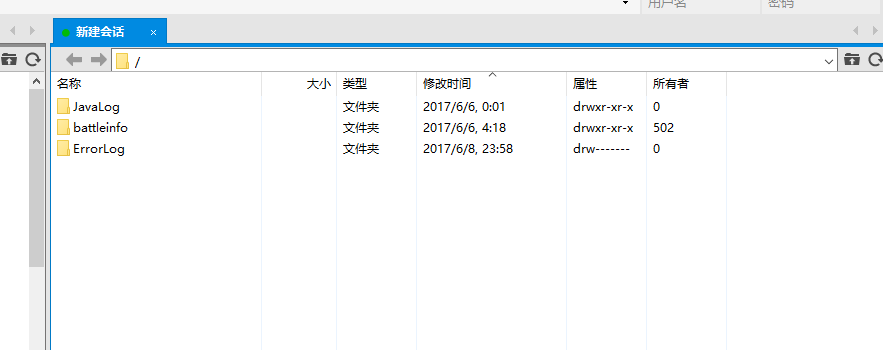 用户名 密码
新建会话 ×
/
名称 大小 类型 修改时间 属性 所有者
JavaLog 文件夹 2017/6/6, 0:01 drwxr-xr-x 0
battleinfo 文件夹 2017/6/6, 4:18 drwxr-xr-x 502
ErrorLog 文件夹 2017/6/8, 23:58 drw------- 0